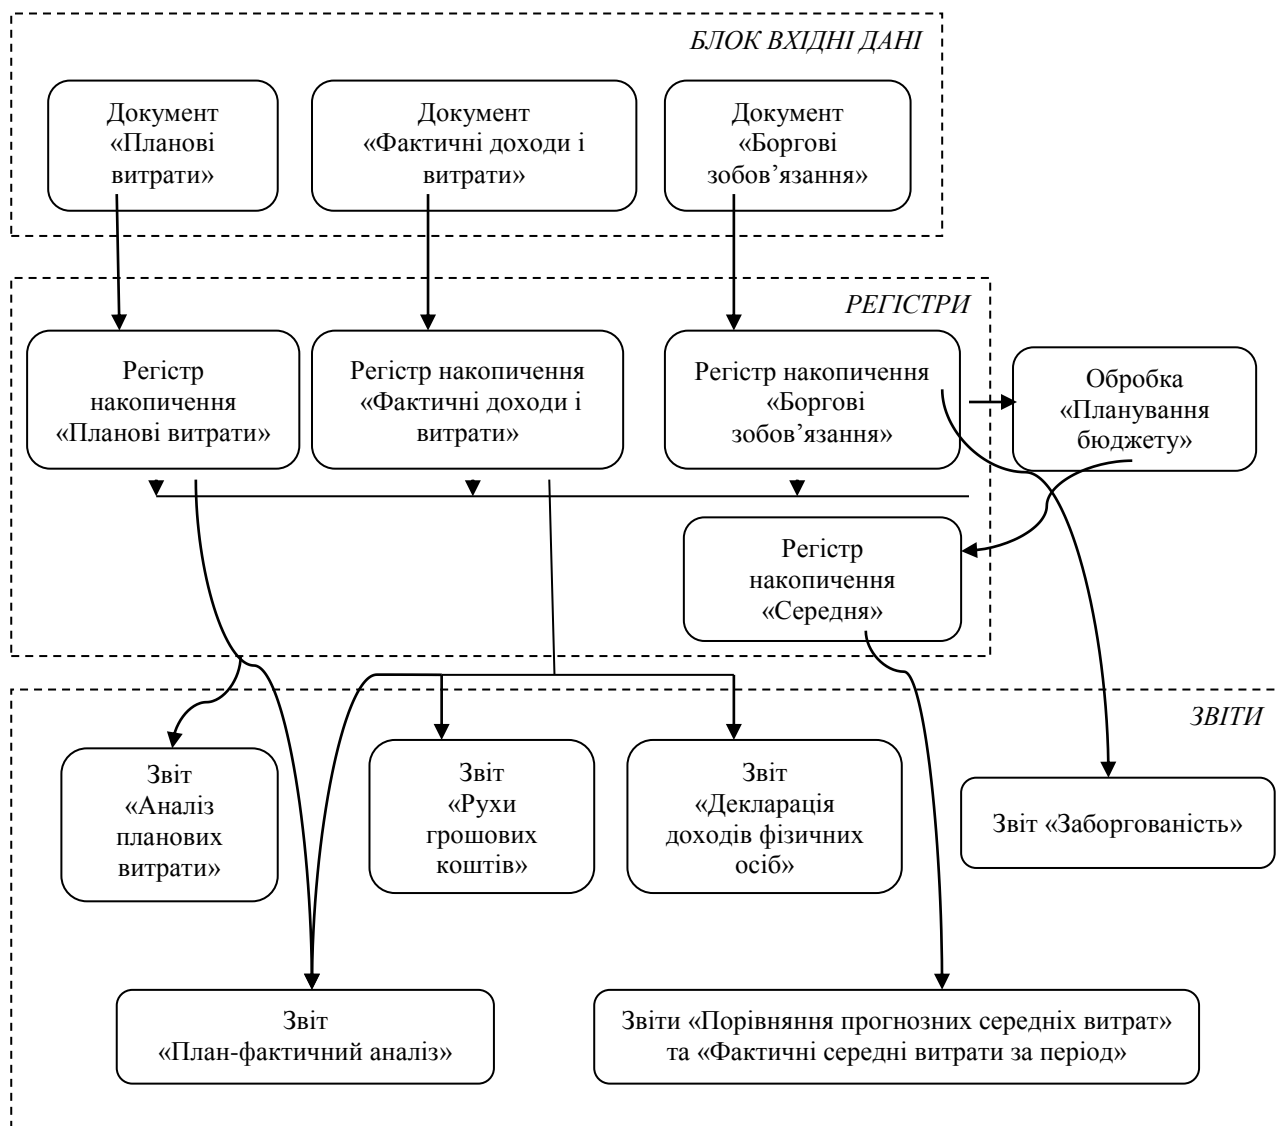 БЛОК ВХІДНІ ДАНІ
Документ
«Планові
витрати»
Документ
«Фактичні доходи і
витрати»
Документ
«Боргові
зобов’язання»
РЕГІСТРИ
Регістр
накопичення
«Планові витрати»
Регістр накопичення
«Фактичні доходи і
витрати»
Регістр накопичення
«Боргові
зобов’язання»
Обробка
«Планування
бюджету»
Регістр
накопичення
«Середня»
ЗВІТИ
Звіт
«Аналіз
планових
витрати»
Звіт
«Рухи
грошових
коштів»
Звіт
«Декларація
доходів фізичних
осіб»
Звіт «Заборгованість»
Звіт
«План-фактичний аналіз»
Звіти «Порівняння прогнозних середніх витрат»
та «Фактичні середні витрати за період»